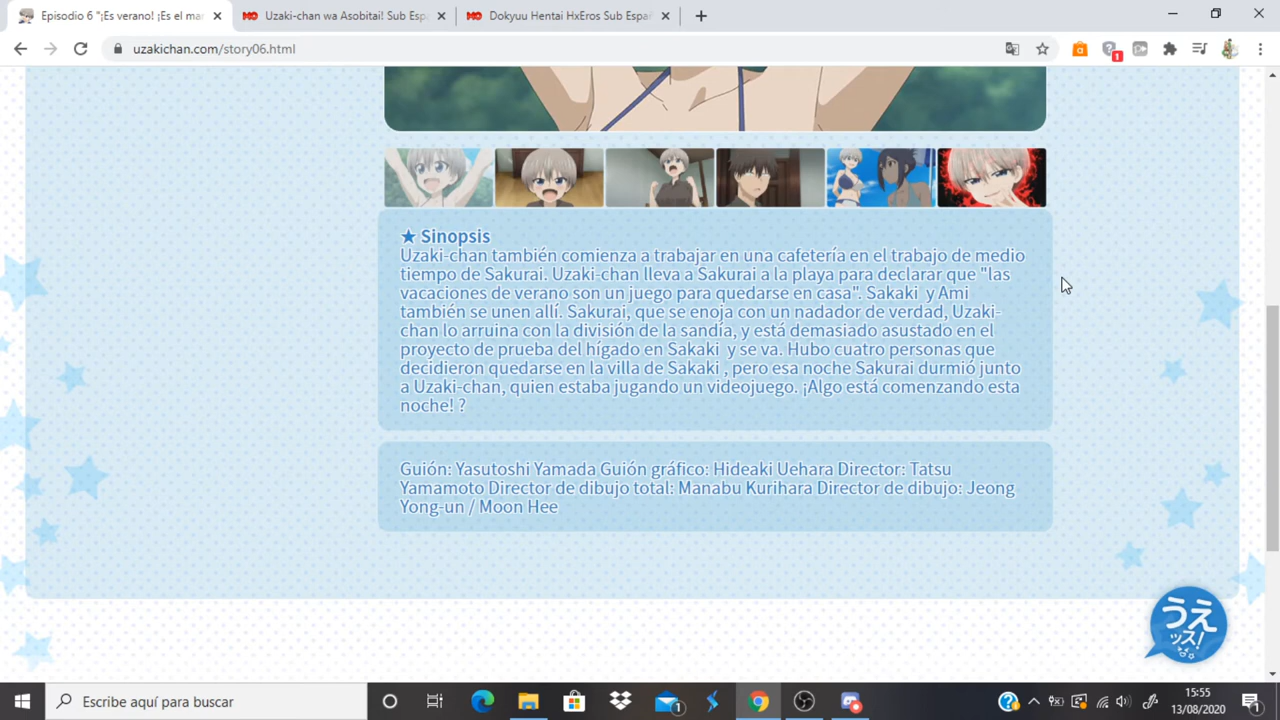 Episodio 6 "¡Es verano! ¡Es el mar
Uzaki-chan wa Asobitai! Sub Esp
Dokyuu Hentai HxEros Sub Españ
uzakichan.com/story06.html
1
★ Sinopsis
Uzaki-chan también comienza a trabajar en una cafetería en el trabajo de medio
tiempo de Sakurai. Uzaki-chan lleva a Sakurai a la playa para declarar que "las
vacaciones de verano son un juego para quedarse en casa". Sakaki y Ami
también se unen allí. Sakurai, que se enoja con un nadador de verdad, Uzaki-
chan lo arruina con la división de la sandía, y está demasiado asustado en el
proyecto de prueba del hígado en Sakaki y se va. Hubo cuatro personas que
decidieron quedarse en la villa de Sakaki , pero esa noche Sakurai durmió junto
a Uzaki-chan, quien estaba jugando un videojuego. ¡Algo está comenzando esta
noche! ?
Guión: Yasutoshi Yamada Guión gráfico: Hideaki Uehara Director: Tatsu
Yamamoto Director de dibujo total: Manabu Kurihara Director de dibujo: Jeong
Yong-un / Moon Hee
うえ
ッス!
Escribe aquí para buscar
1
15:55
13/08/2020
1